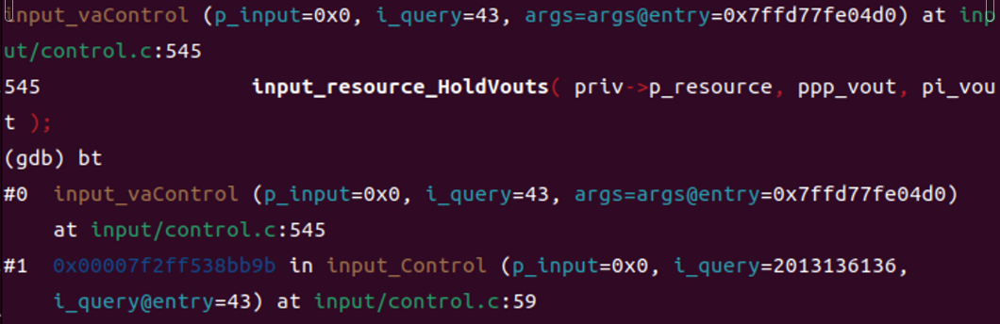 input_vaControl (p_input=0x0, i_query=43, args=args@entry=0x7ffd77fe04d0) at inp
ut/control.c:545
545 input_resource_HoldVouts( priv->p_resource, ppp_vout, pi_vou
t );
(gdb) bt
#0 input_vaControl (p_input=0x0, i_query=43, args=args@entry=0x7ffd77fe04d0)
at input/control.c:545
#1 0x00007f2ff538bb9b in input_Control (p_input=0x0, i_query=2013136136,
i_query@entry=43) at input/control.c:59